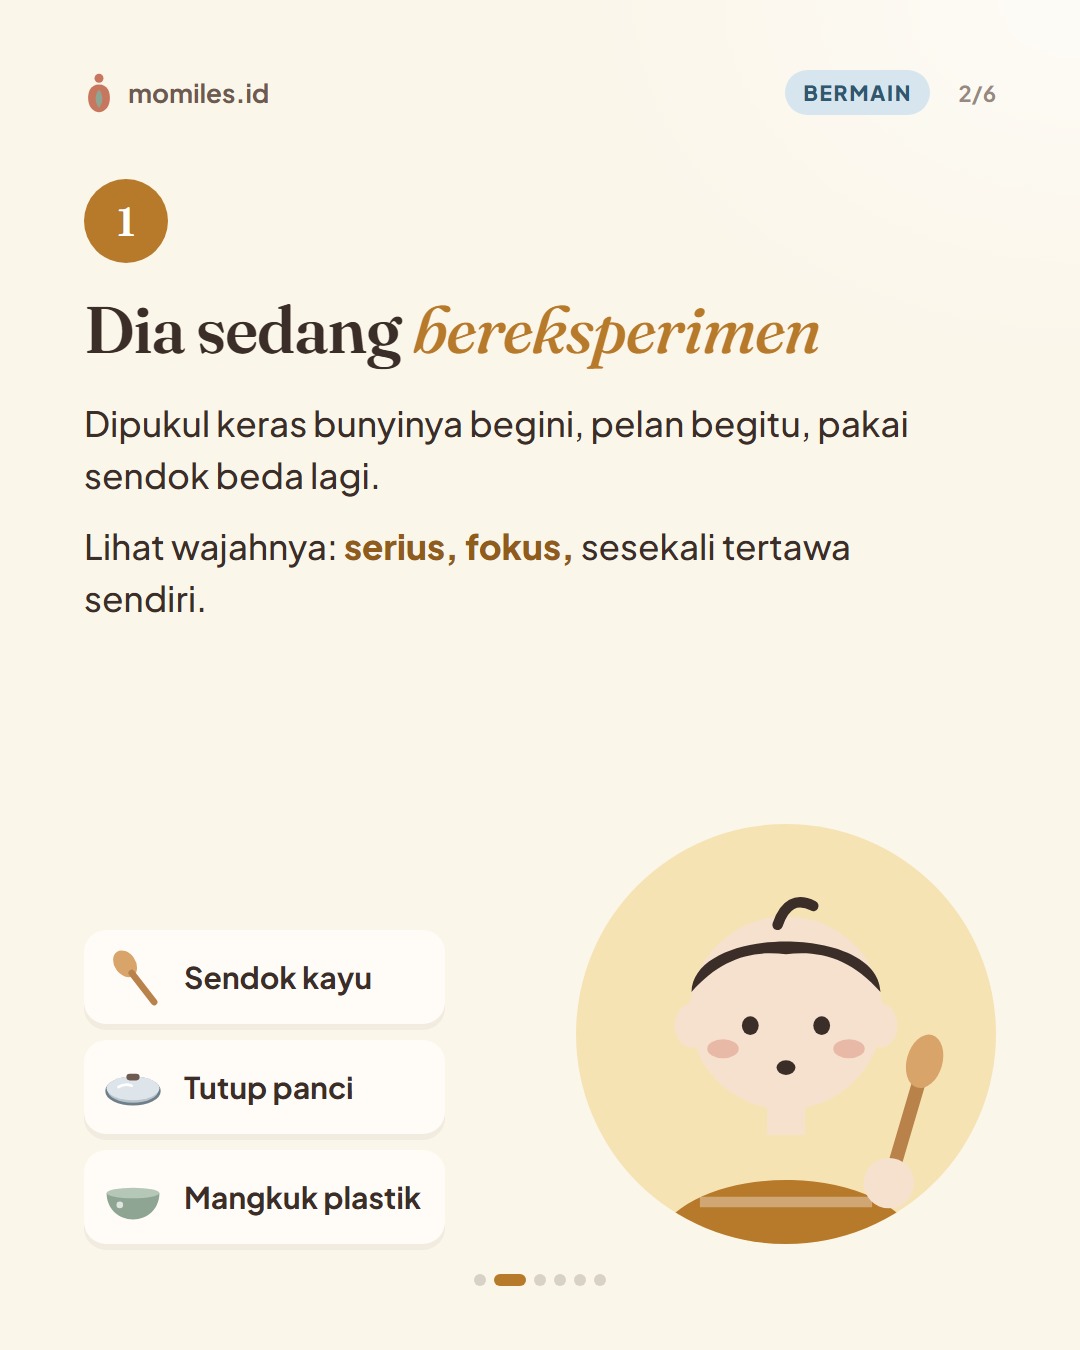 momiles.id
BERMAIN
2/6
1
Dia sedang bereksperimen
Dipukul keras bunyinya begini, pelan begitu, pakai
sendok beda lagi.
Lihat wajahnya: serius, fokus, sesekali tertawa
sendiri.
Sendok kayu
Tutup panci
Mangkuk plastik